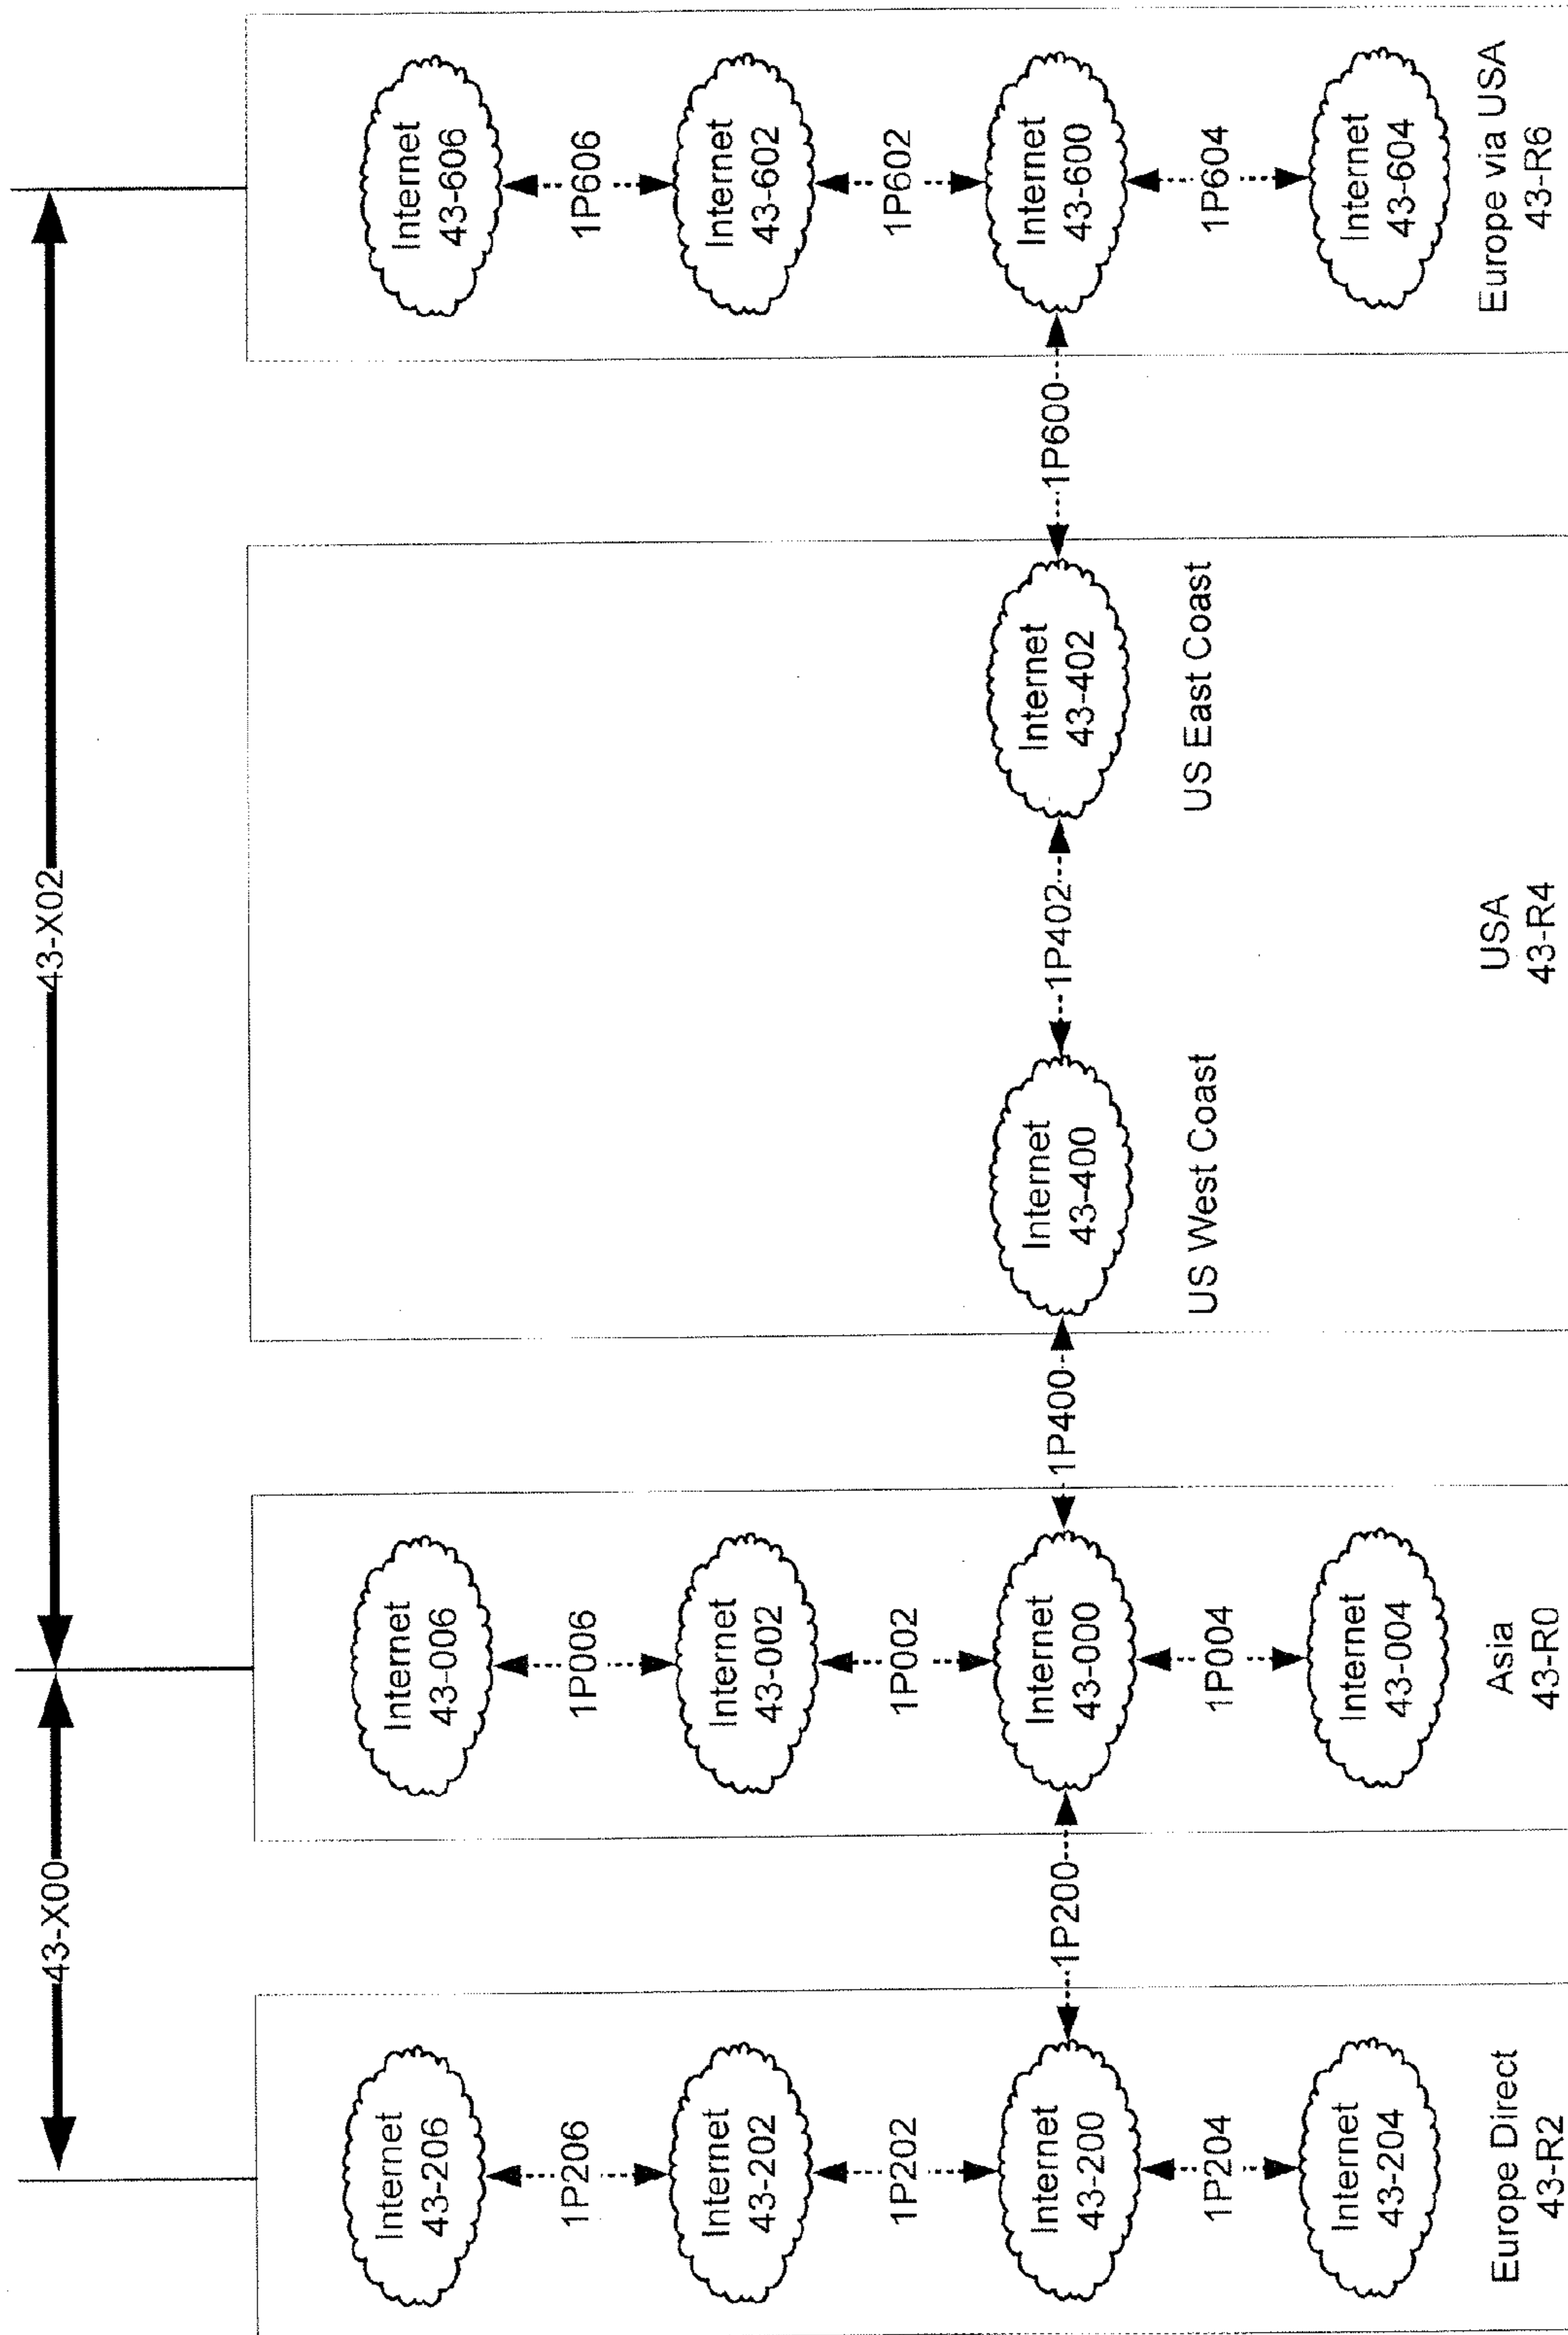 43-X00
43-X02
Internet
43-206
Internet
43-006
Internet
43-606
1P206
1P006
1P606
Internet
43-202
Internet
43-002
Internet
43-602
1P202
1P002
1P602
Internet
43-200
1P200
Internet
43-000
1P400
Internet
43-400
1P402
Internet
43-402
1P600
Internet
43-600
1P204
1P004
US West Coast
US East Coast
1P604
Internet
43-204
Internet
43-004
Internet
43-604
Europe Direct
43-R2
Asia
43-R0
USA
43-R4
Europe via USA
43-R6